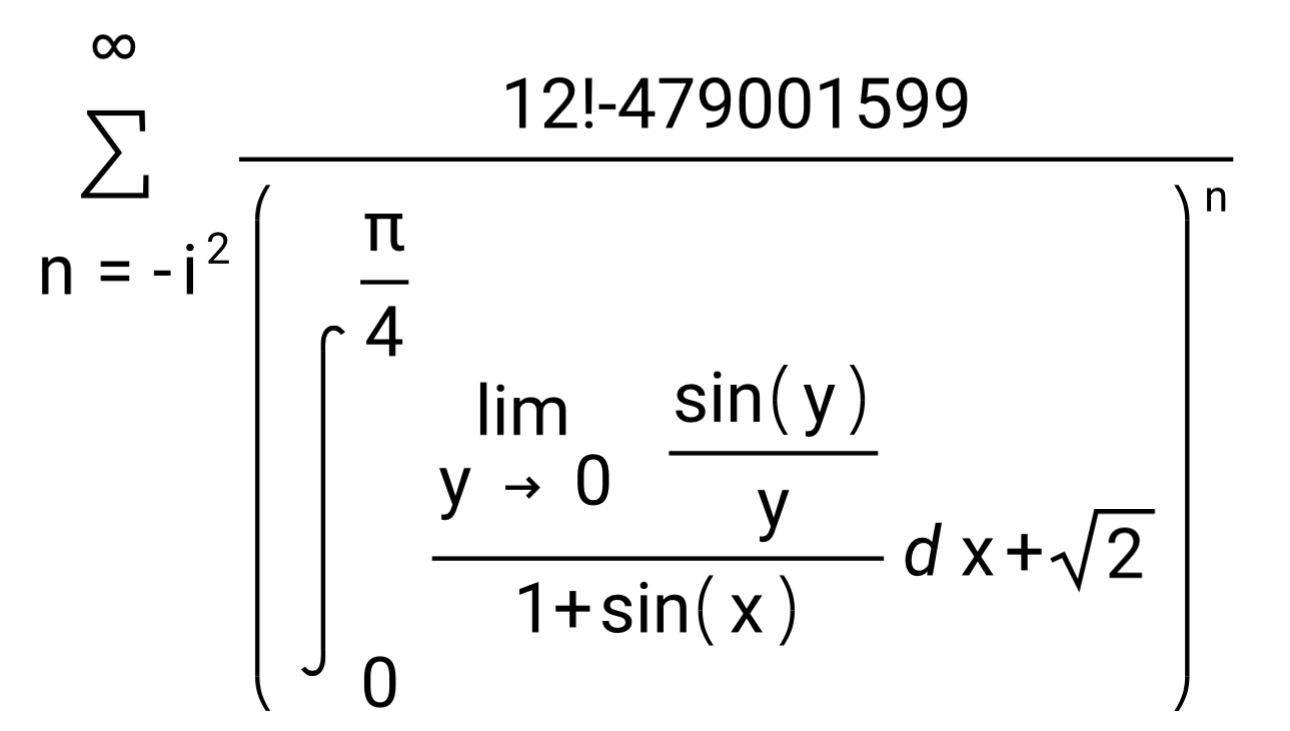 ∞
12!-479001599
∑
n = -i²
( )ⁿ
π
4
∫
lim sin(y)
y → 0 y
d x+√2
1+sin( x )
0